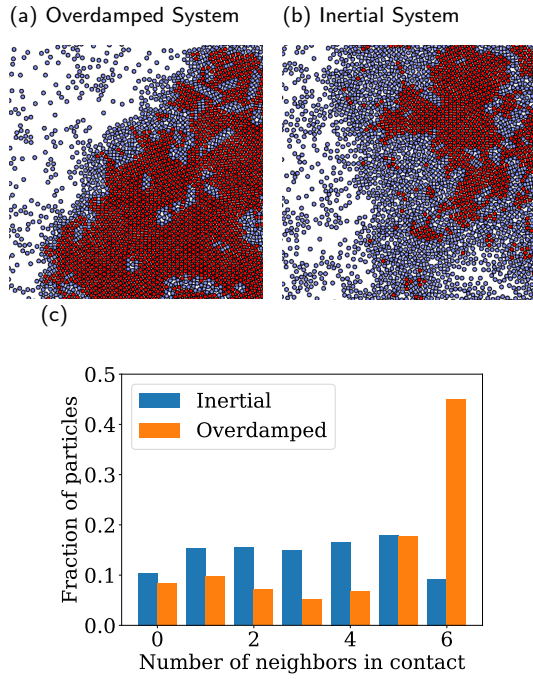 (a) Overdamped System
(b) Inertial System
(c)
0.5
0.4
0.3
0.2
0.1
0.0
Fraction of particles
Inertial
Overdamped
0 2 4 6
Number of neighbors in contact